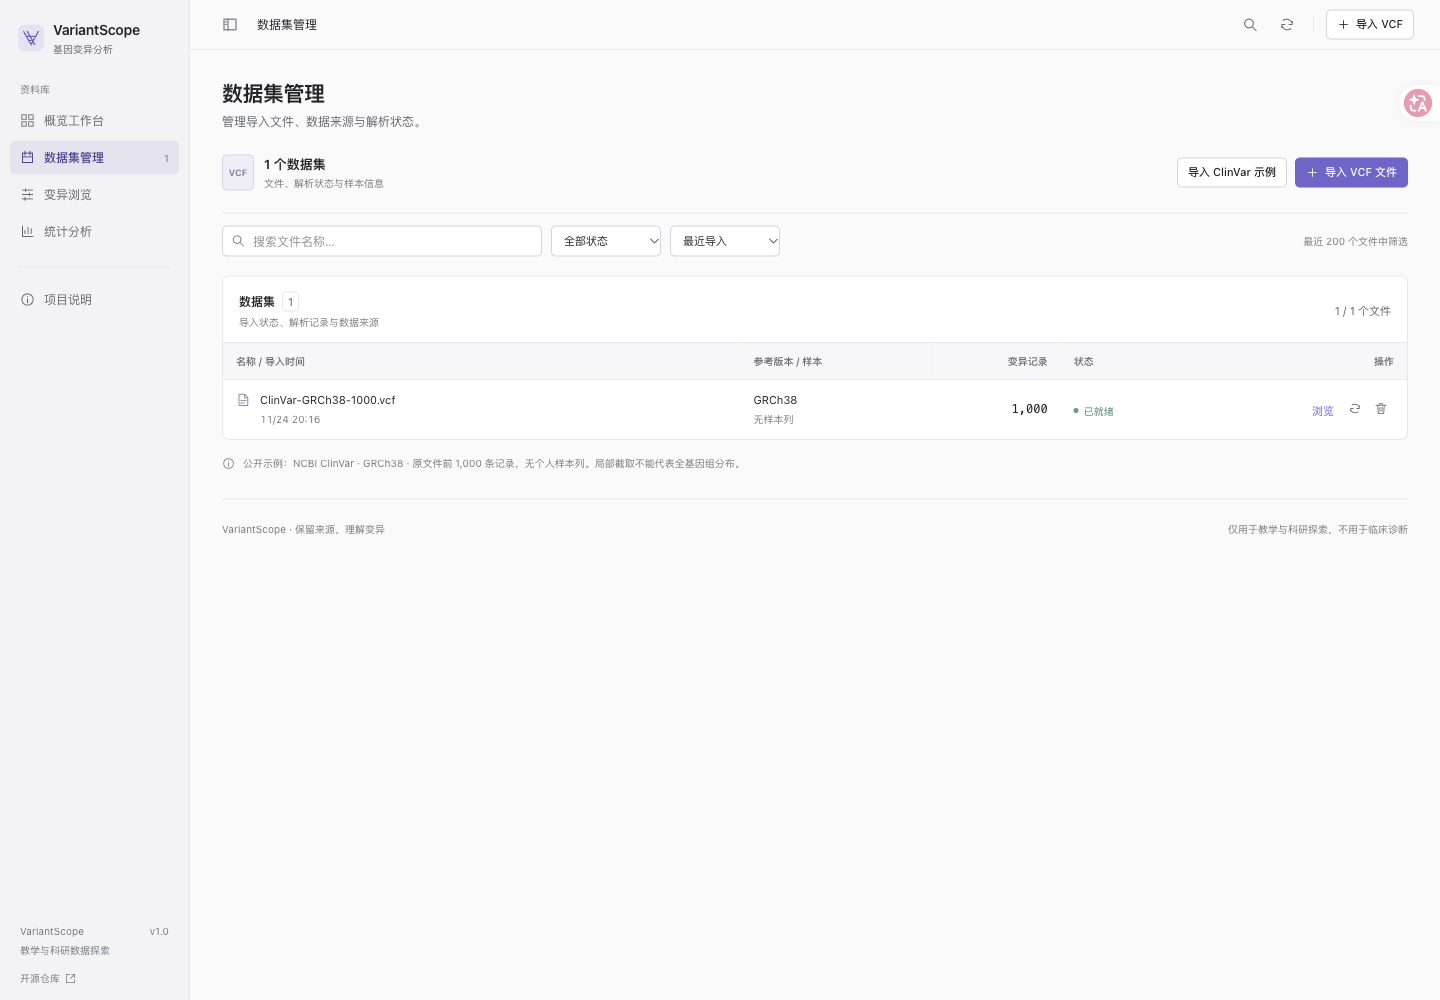 VariantScope
基因变异分析
资料库
概览工作台
数据集管理 1
变异浏览
统计分析
项目说明
VariantScope v1.0
教学与科研数据探索
开源仓库
数据集管理
导入 VCF
数据集管理
管理导入文件、数据来源与解析状态。
VCF
1 个数据集
文件、解析状态与样本信息
导入 ClinVar 示例
导入 VCF 文件
搜索文件名称...
全部状态
最近导入
最近 200 个文件中筛选
数据集 1
导入状态、解析记录与数据来源
1 / 1 个文件
名称 / 导入时间 参考版本 / 样本 变异记录 状态 操作
ClinVar-GRCh38-1000.vcf GRCh38 1,000 已就绪 浏览
11/24 20:16 无样本列
公开示例：NCBI ClinVar · GRCh38 · 原文件前 1,000 条记录，无个人样本列。局部截取不能代表全基因组分布。
VariantScope · 保留来源，理解变异
仅用于教学与科研探索，不用于临床诊断